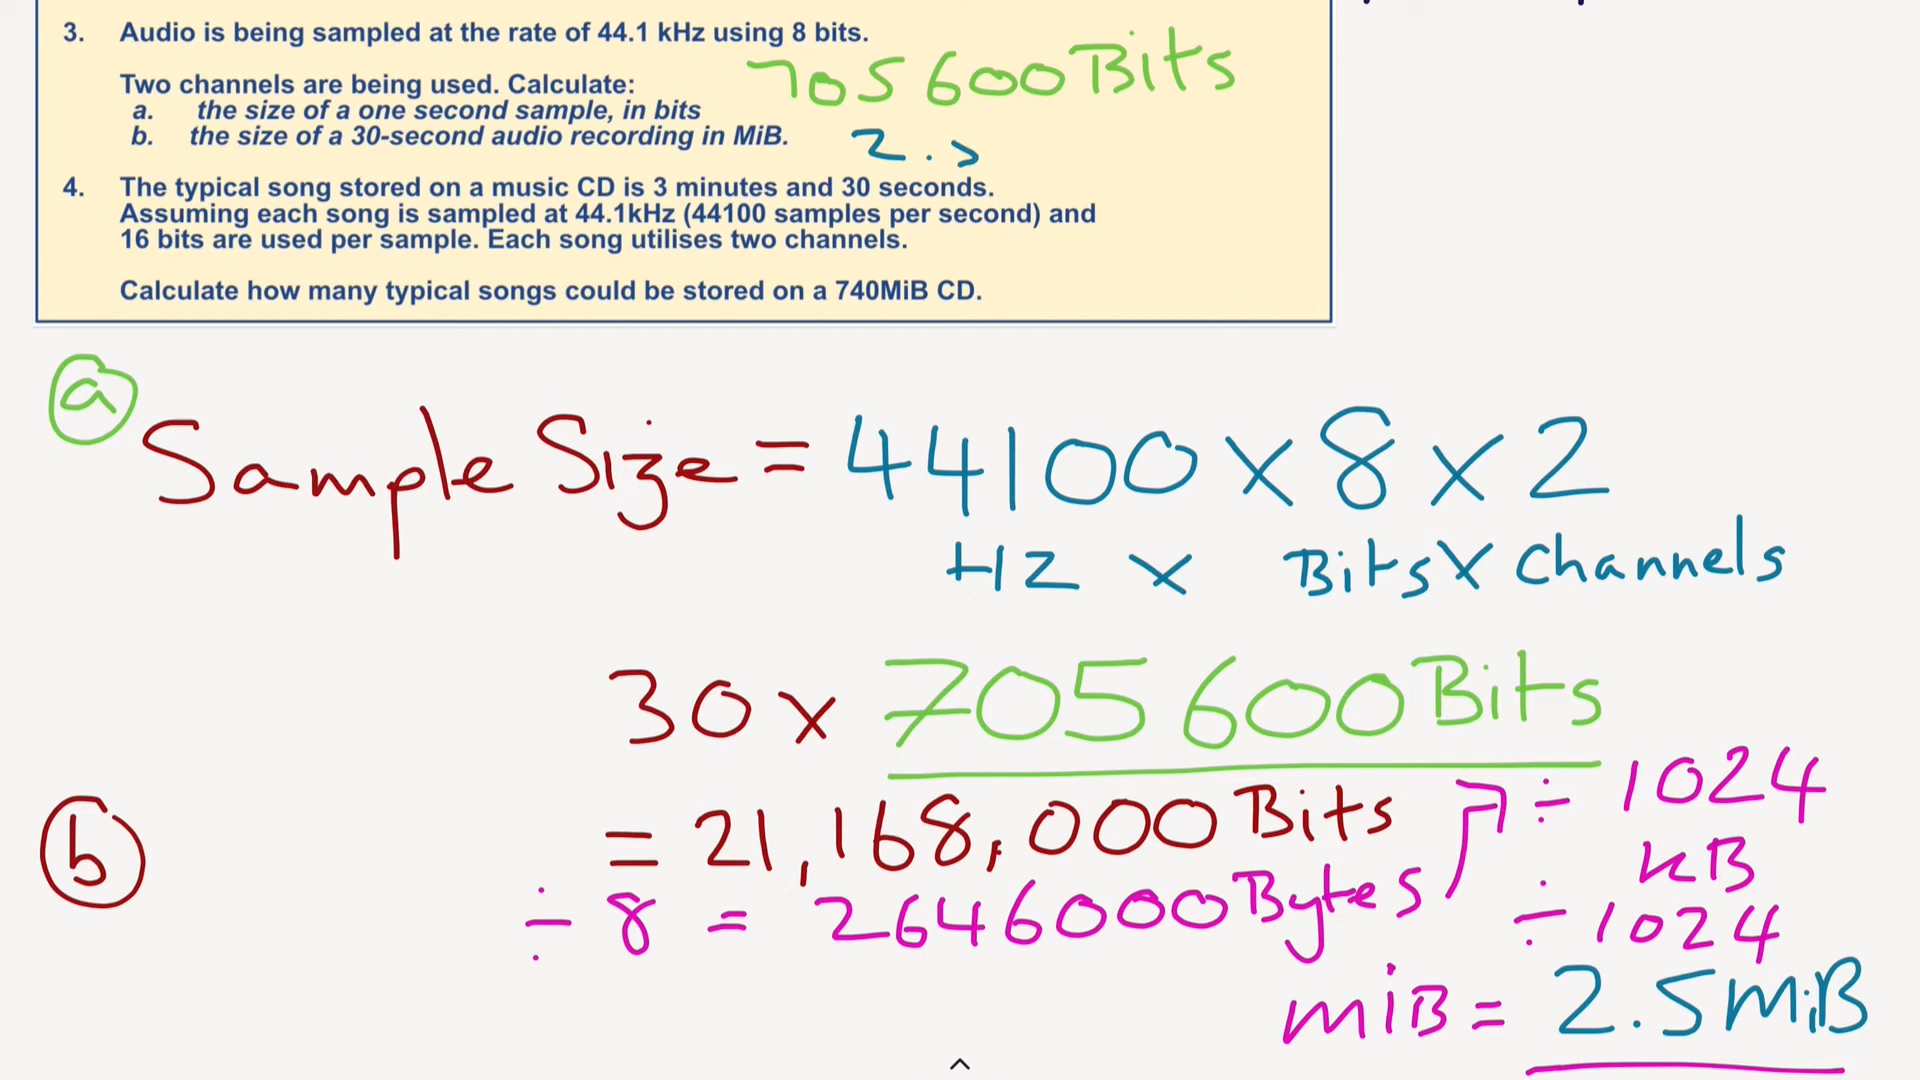 3. Audio is being sampled at the rate of 44.1 kHz using 8 bits.
Two channels are being used. Calculate:
705 600 Bits
a. the size of a one second sample, in bits
b. the size of a 30-second audio recording in MiB.
2.
4. The typical song stored on a music CD is 3 minutes and 30 seconds.
Assuming each song is sampled at 44.1kHz (44100 samples per second) and
16 bits are used per sample. Each song utilises two channels.
Calculate how many typical songs could be stored on a 740MiB CD.
a
Sample Size = 44100 x 8 x 2
HZ x Bits x Channels
30 x 705 600 Bits
÷ 1024
b
= 21,168,000 Bits
KB
÷ 8 = 2646000 Bytes
÷ 1024
miB = 2.5 MiB